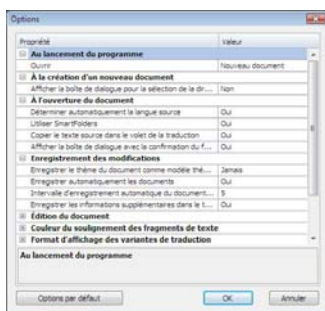 Options
Propriété Valeur
Au lancement du programme
Ouvrir Nouveau document
À la création d'un nouveau document
Afficher la boîte de dialogue pour la sélection de la dir... Non
À l'ouverture du document
Déterminer automatiquement la langue source Oui
Utiliser SmartFolders Oui
Copier le texte source dans le volet de la traduction Oui
Afficher la boîte de dialogue avec la confirmation du f... Oui
Enregistrement des modifications
Enregistrer le thème du document comme modèle thé... Jamais
Enregistrer automatiquement les documents Oui
Intervalle d'enregistrement automatique du document... 5
Enregistrer les informations supplémentaires dans le t... Oui
Édition du document
Couleur du soulignement des fragments de texte
Format d'affichage des variantes de traduction
Au lancement du programme
Options par défaut OK Annuler